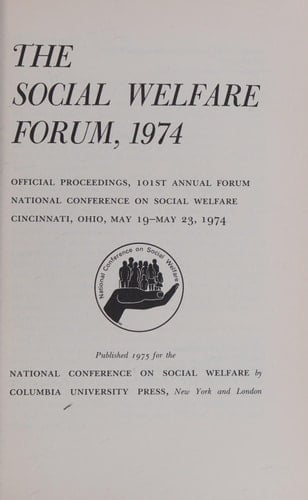 THE
SOCIAL WELFARE
FORUM, 1974
OFFICIAL PROCEEDINGS, 101ST ANNUAL FORUM
NATIONAL CONFERENCE ON SOCIAL WELFARE
CINCINNATI, OHIO, MAY 19–MAY 23, 1974
National Conference on Social Welfare
Published 1975 for the
NATIONAL CONFERENCE ON SOCIAL WELFARE by
COLUMBIA UNIVERSITY PRESS, New York and London